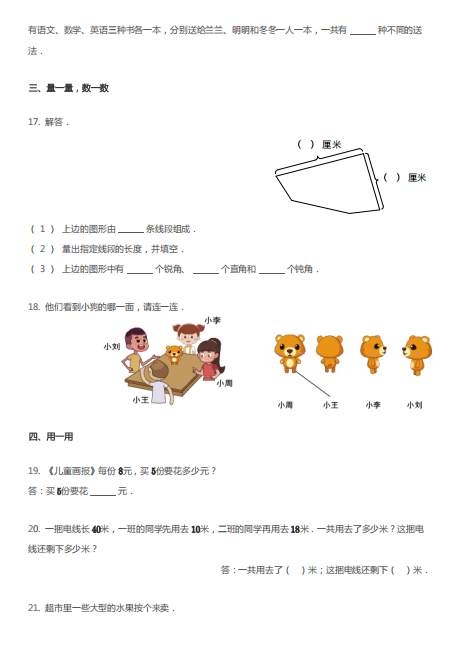 有语文、数学、英语三种书各一本，分别送给兰兰、明明和冬冬一人一本，一共有 _____ 种不同的送
法．
三、量一量，数一数
17. 解答．
（ ） 厘米
（ ） 厘米
（ 1 ） 上边的图形由 _____ 条线段组成．
（ 2 ） 量出指定线段的长度，并填空．
（ 3 ） 上边的图形中有 _____ 个锐角、 _____ 个直角和 _____ 个钝角．
18. 他们看到小狗的哪一面，请连一连．
小李
小刘
小周
小王
小周 小王 小李 小刘
四、用一用
19. 《儿童画报》每份 8元，买 5份要花多少元？
答：买 5份要花 _____ 元．
20. 一捆电线长 40米，一班的同学先用去 10米，二班的同学再用去 18米．一共用去了多少米？这捆电
线还剩下多少米？
答：一共用去了（ ）米；这捆电线还剩下（ ）米．
21. 超市里一些大型的水果按个来卖．